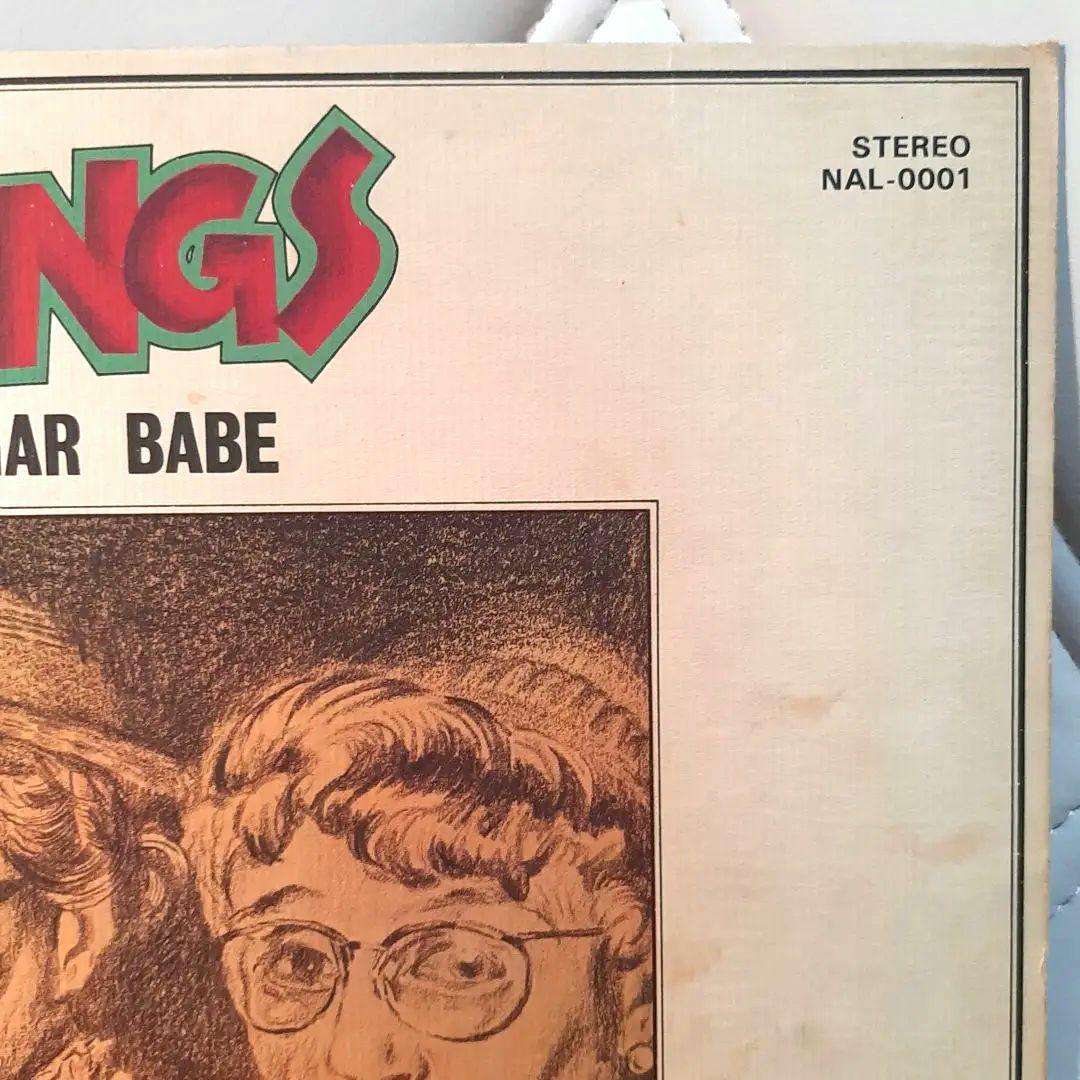 STEREO
NAL-0001
NGS
AR BABE